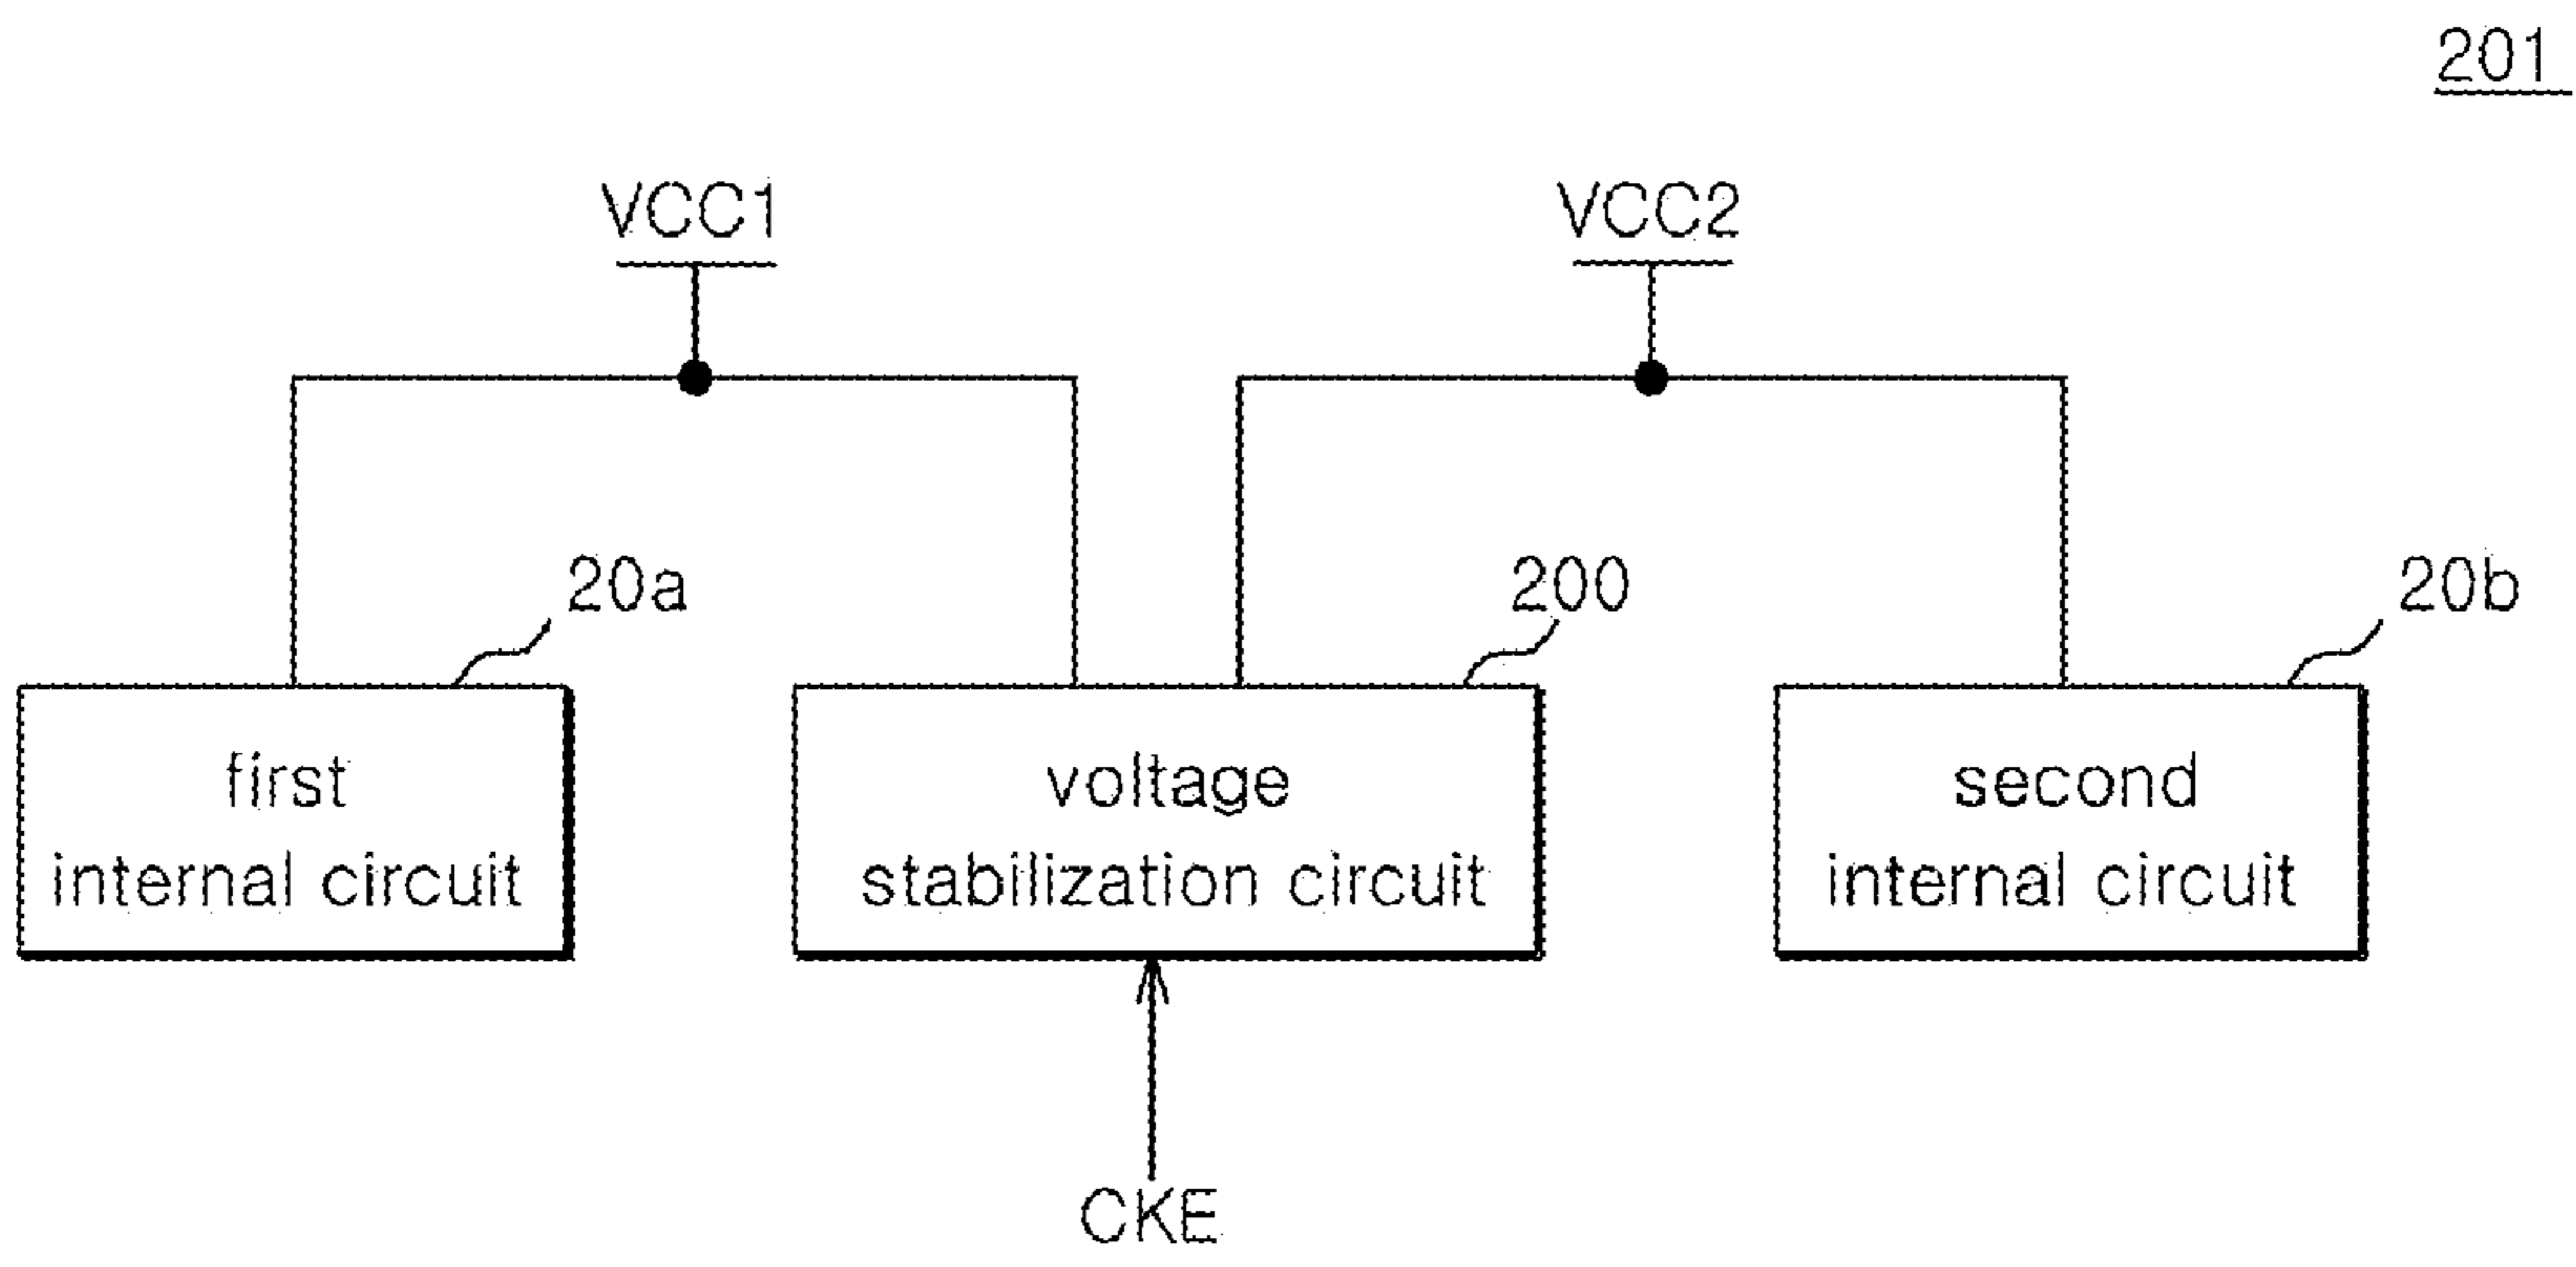 201
VCC1
VCC2
20a
200
20b
first
internal circuit
voltage
stabilization circuit
second
internal circuit
CKE